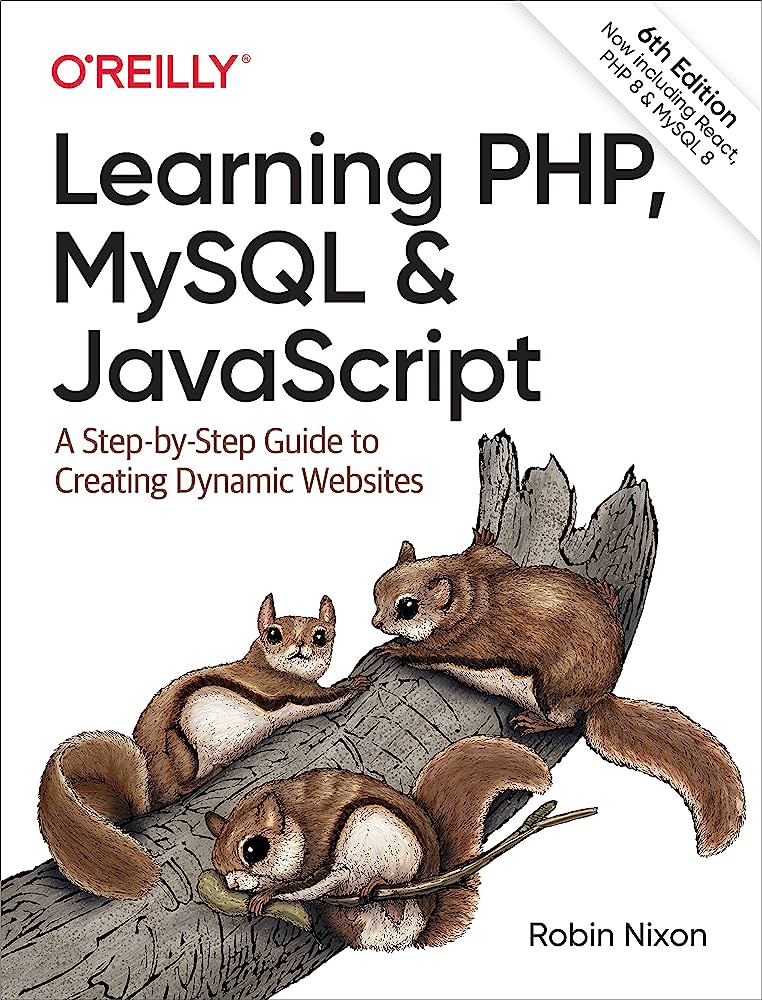 O'REILLY®
6th Edition
Now including React,
PHP 8 & MySQL 8
Learning PHP,
MySQL &
JavaScript
A Step-by-Step Guide to
Creating Dynamic Websites
Robin Nixon